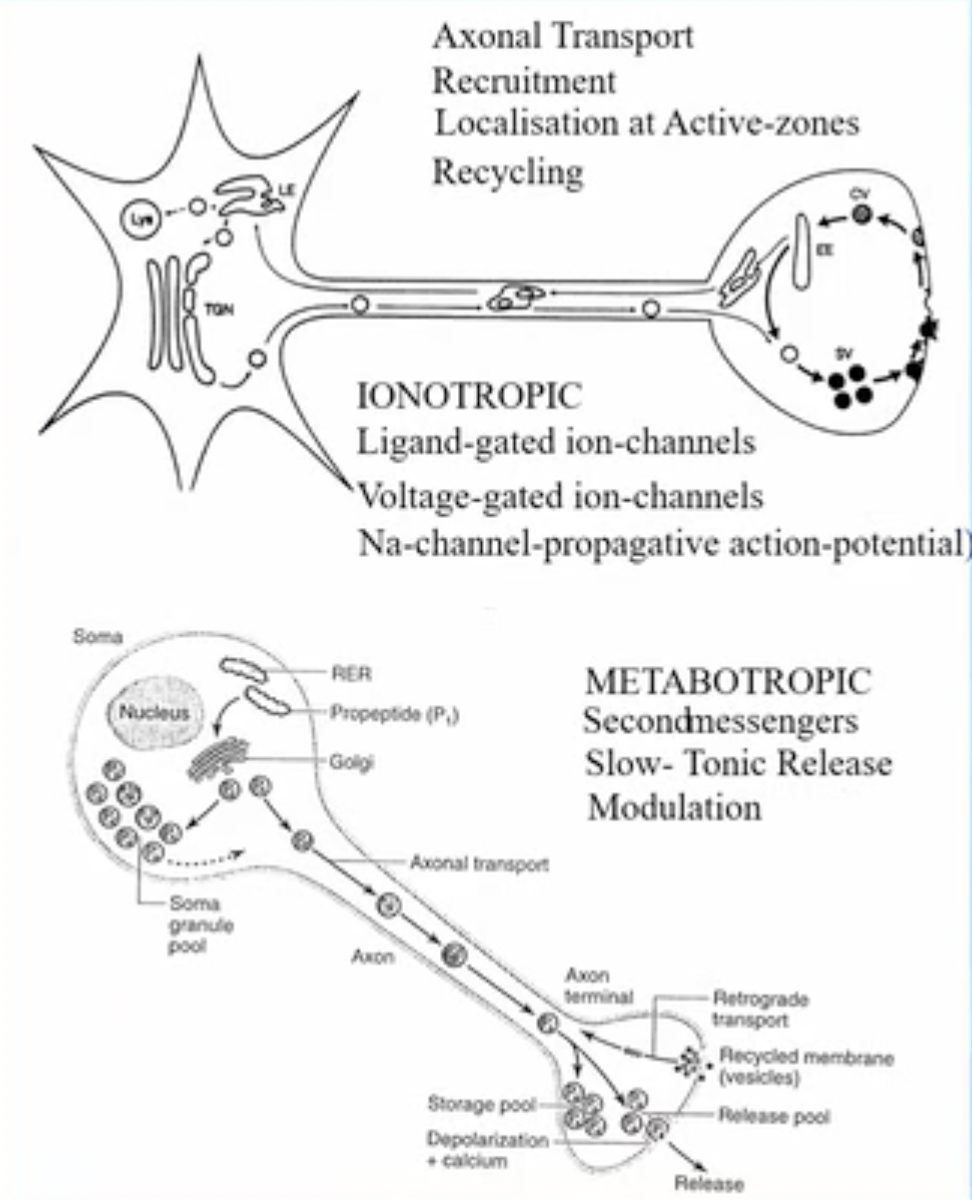 Axonal Transport
Recruitment
Localisation at Active-zones
Recycling
LE
Lys
TGN
CV
EE
SV
IONOTROPIC
Ligand-gated ion-channels
Voltage-gated ion-channels
Na-channel-propagative action-potential)
Soma
RER
Nucleus
Propeptide (P₁)
Golgi
METABOTROPIC
Secondmessengers
Slow- Tonic Release
Modulation
Axonal transport
Soma
granule
pool
Axon
Axon
terminal
Retrograde
transport
Recycled membrane
(vesicles)
Storage pool
Release pool
Depolarization
+ calcium
Release